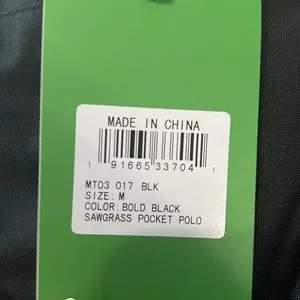 MADE IN CHINA
1 91665 33704 1
MT03 017 BLK
SIZE: M
COLOR: BOLD BLACK
SAWGRASS POCKET POLO